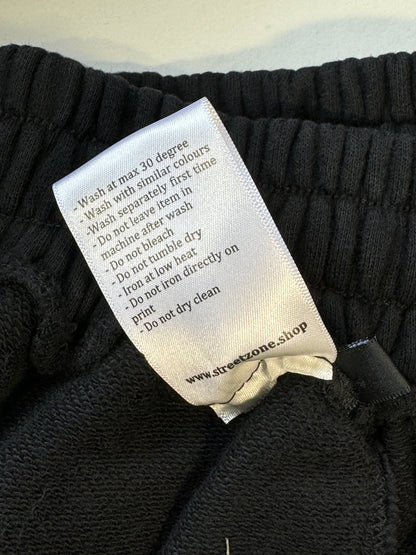 - Wash at max 30 degree
- Wash with similar colours
- Wash separately first time
- Do not leave item in
machine after wash
- Do not bleach
- Do not tumble dry
- Iron at low heat
- Do not iron directly on
print
- Do not dry clean
www.streetzone.shop